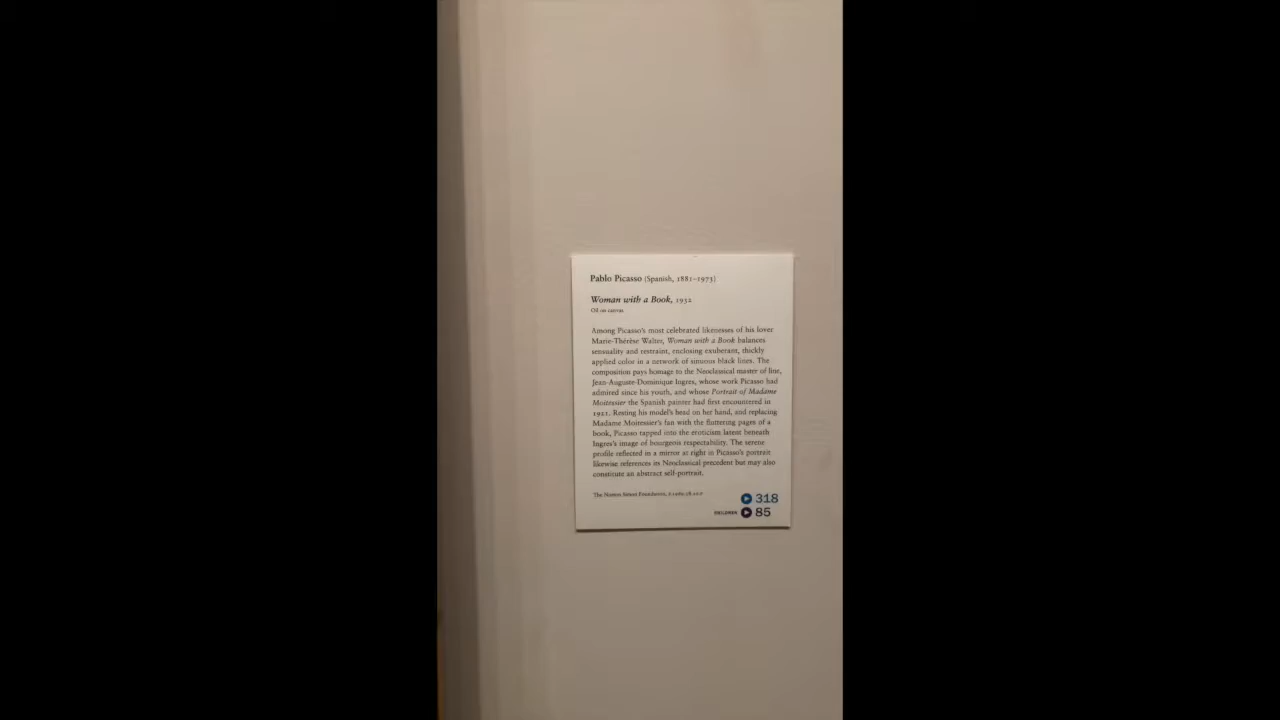 Pablo Picasso (Spanish, 1881–1973)
Woman with a Book, 1932
Oil on canvas
Among Picasso's most celebrated likenesses of his lover
Marie-Thérèse Walter, Woman with a Book balances
sensuality and restraint, enclosing exuberant, thickly
applied color in a network of sinuous black lines. The
composition pays homage to the Neoclassical master of line,
Jean-Auguste-Dominique Ingres, whose work Picasso had
admired since his youth, and whose Portrait of Madame
Moitessier the Spanish painter had first encountered in
1921. Resting his model's head on her hand, and replacing
Madame Moitessier's fan with the fluttering pages of a
book, Picasso tapped into the eroticism latent beneath
Ingres's image of bourgeois respectability. The serene
profile reflected in a mirror at right in Picasso's portrait
likewise references its Neoclassical precedent but may also
constitute an abstract self-portrait.
The Norton Simon Foundation,
318
CHILDREN 85